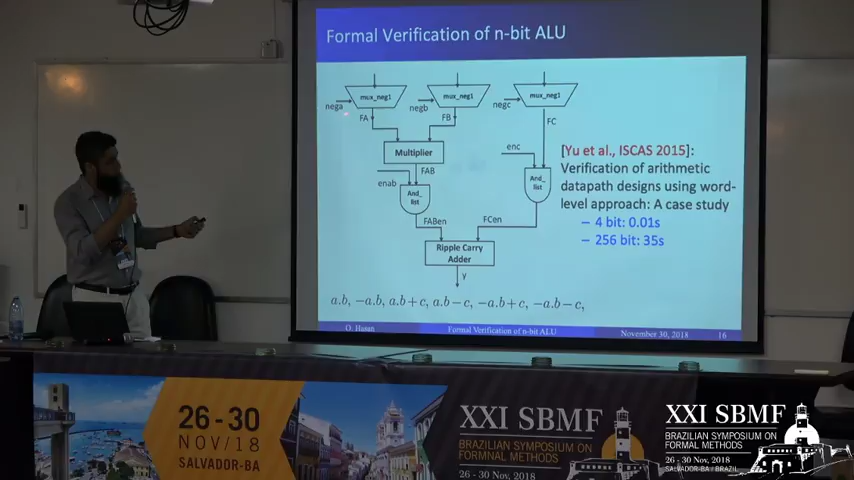 Formal Verification of n-bit ALU
mux_neg1
mux_neg1
mux_neg1
nega
negb
negc
FA
FB
FC
Multiplier
enc
FAB
enab
And_
list
And_
list
FABen
FCen
Ripple Carry
Adder
y
[Yu et al., ISCAS 2015]:
Verification of arithmetic
datapath designs using word-
level approach: A case study
– 4 bit: 0.01s
– 256 bit: 35s
a.b, −a.b, a.b + c, a.b − c, −a.b + c, −a.b − c,
O. Hasan
Formal Verification of n-bit ALU
November 30, 2018
16
26-30
NOV/18
SALVADOR-BA
XXI SBMF
BRAZILIAN SYMPOSIUM OF
FORMNAL METHODS
26 - 30 Nov, 2018
XXI SBMF
BRAZILIAN SYMPOSIUM ON
FORMAL METHODS
26 - 30 Nov, 2018
SALVADOR - BA / BRAZIL